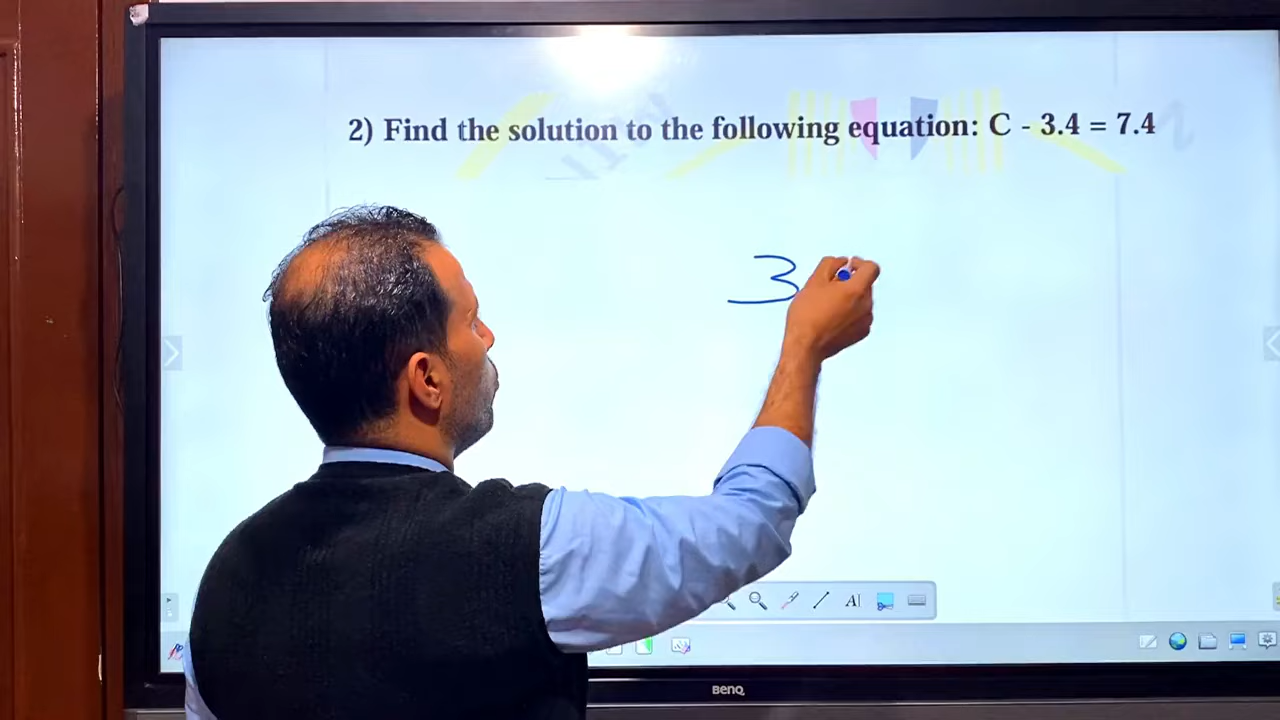 2) Find the solution to the following equation: C - 3.4 = 7.4
3
A
BenQ